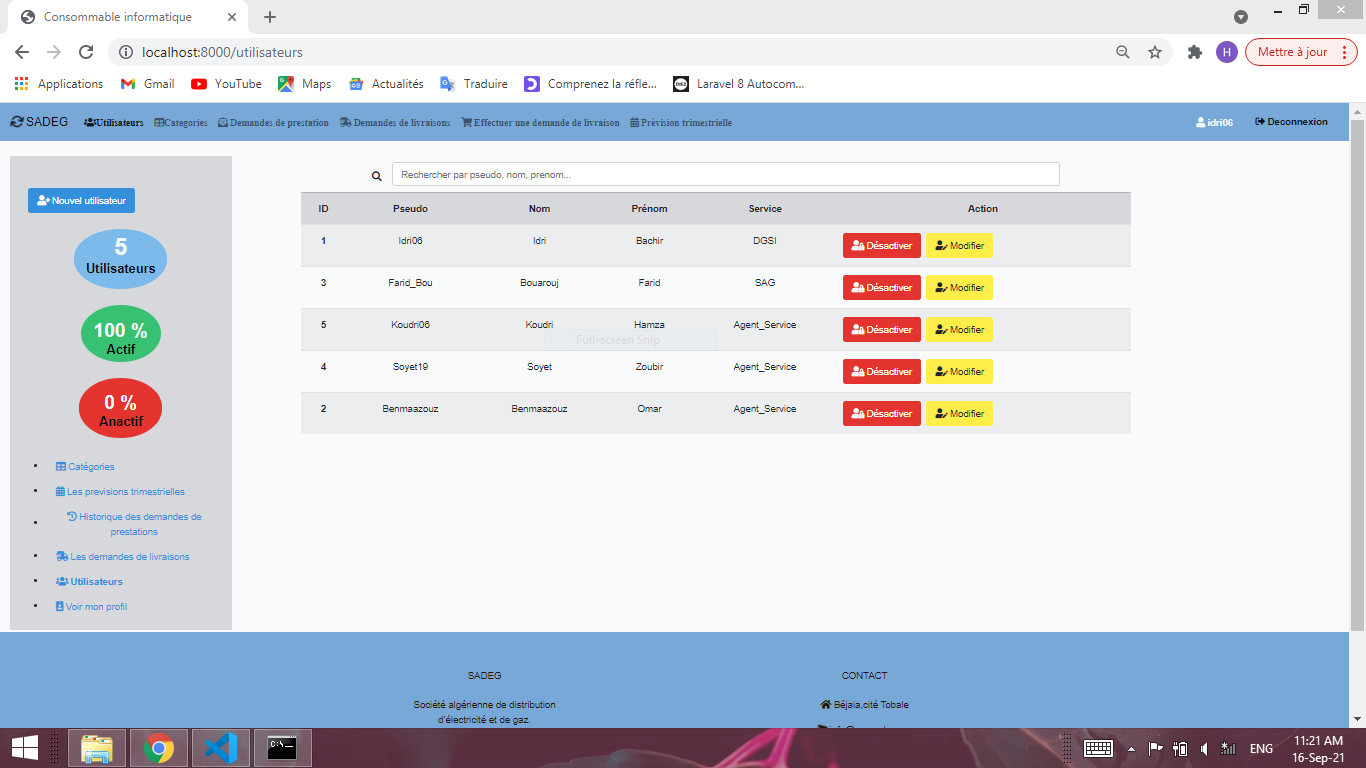 Consommable informatique
localhost:8000/utilisateurs
H
Mettre à jour
Applications Gmail YouTube Maps Actualités Traduire Comprenez la réfle... Laravel 8 Autocom...
SADEG Utilisateurs Categories Demandes de prestation Demandes de livraisons Effectuer une demande de livraison Prévision trimestrielle idri06 Deconnexion
Nouvel utilisateur
5
Utilisateurs
100 %
Actif
0 %
Anactif
Catégories
Les previsions trimestrielles
Historique des demandes de
prestations
Les demandes de livraisons
Utilisateurs
Voir mon profil
Rechercher par pseudo, nom, prenom...
ID Pseudo Nom Prénom Service Action
1 Idri06 Idri Bachir DGSI Désactiver Modifier
3 Farid_Bou Bouarouj Farid SAG Désactiver Modifier
5 Koudri06 Koudri Hamza Agent_Service Désactiver Modifier
Full-screen Snip
4 Soyet19 Soyet Zoubir Agent_Service Désactiver Modifier
2 Benmaazouz Benmaazouz Omar Agent_Service Désactiver Modifier
SADEG
Société algérienne de distribution
d'électricité et de gaz.
CONTACT
Béjaia,cité Tobale
ENG
11:21 AM
16-Sep-21